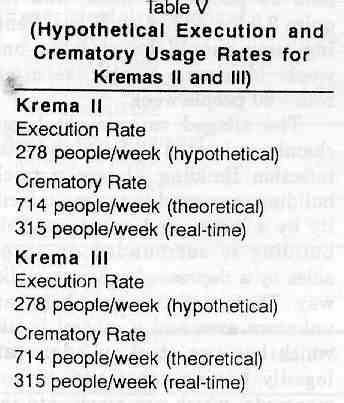 Table V
(Hypothetical Execution and
Crematory Usage Rates for
Kremas II and III)
Krema II
Execution Rate
278 people/week (hypothetical)
Crematory Rate
714 people/week (theoretical)
315 people/week (real-time)
Krema III
Execution Rate
278 people/week (hypothetical)
Crematory Rate
714 people/week (theoretical)
315 people/week (real-time)